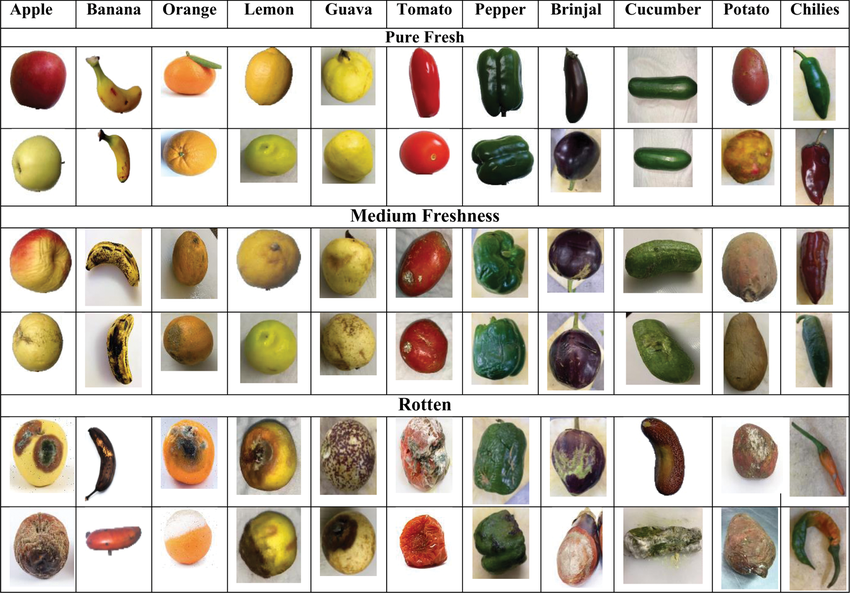 Apple Banana Orange Lemon Guava Tomato Pepper Brinjal Cucumber Potato Chilies
Pure Fresh
Medium Freshness
Rotten